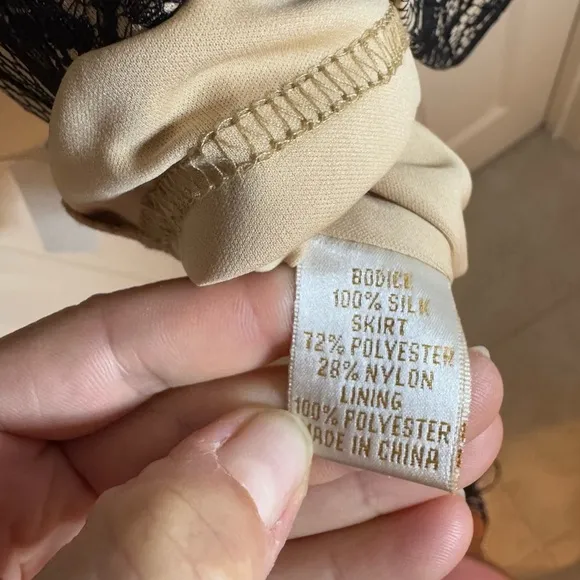 BODICE
100% SILK
SKIRT
72% POLYESTER
28% NYLON
LINING
100% POLYESTER
MADE IN CHINA